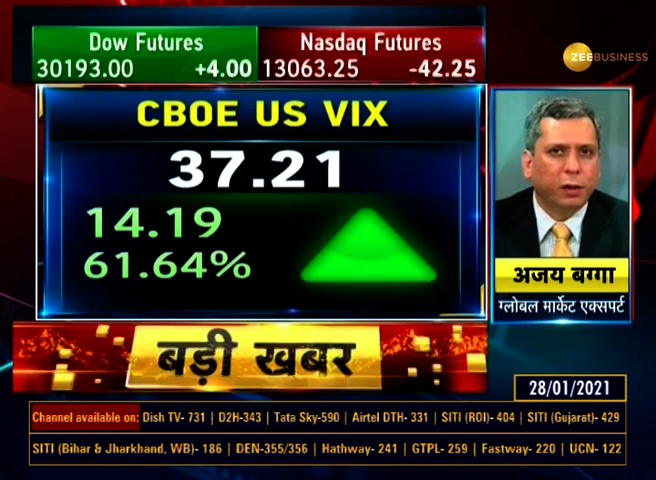 Dow Futures
30193.00 +4.00
Nasdaq Futures
13063.25 -42.25
ZEEBUSINESS
CBOE US VIX
37.21
14.19
61.64%
अजय बग्गा
ग्लोबल मार्केट एक्सपर्ट
बड़ी खबर
28/01/2021
Channel available on: Dish TV- 731 | D2H-343 | Tata Sky-590 | Airtel DTH- 331 | SITI (ROI)- 404 | SITI (Gujarat)- 429
SITI (Bihar & Jharkhand, WB)- 186 | DEN-355/356 | Hathway- 241 | GTPL- 259 | Fastway- 220 | UCN- 122